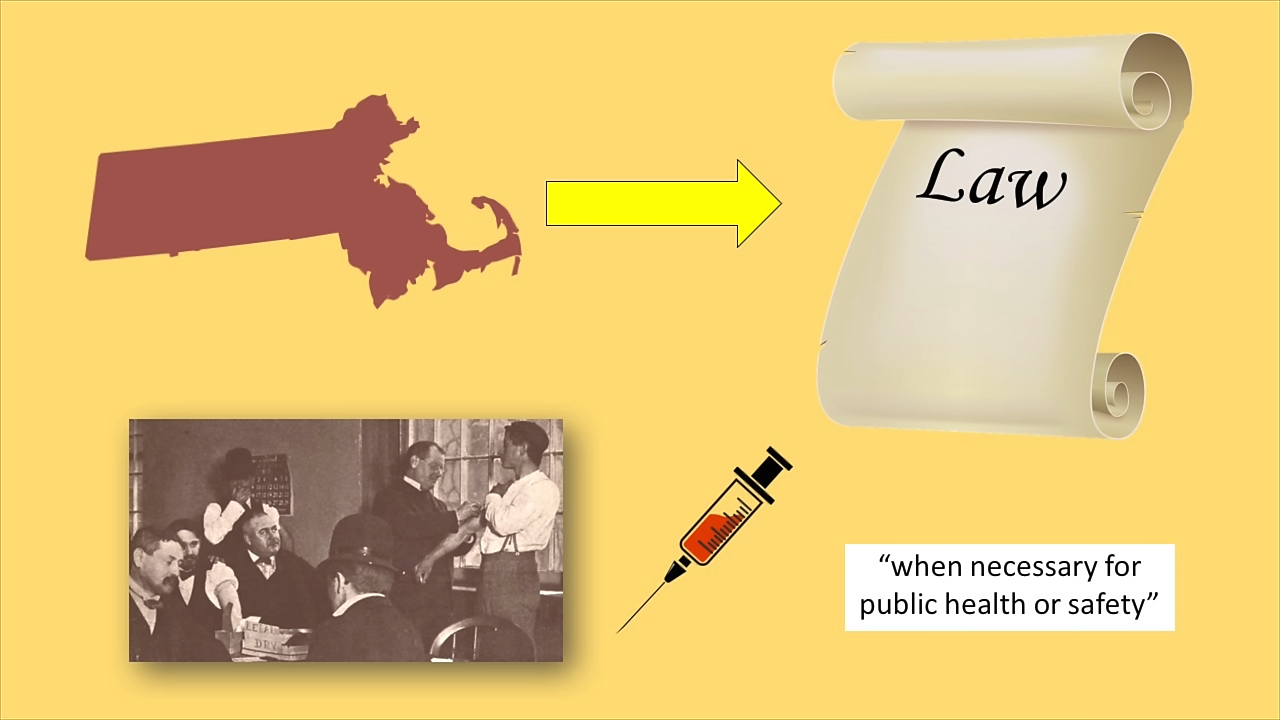 Law
“when necessary for
public health or safety”